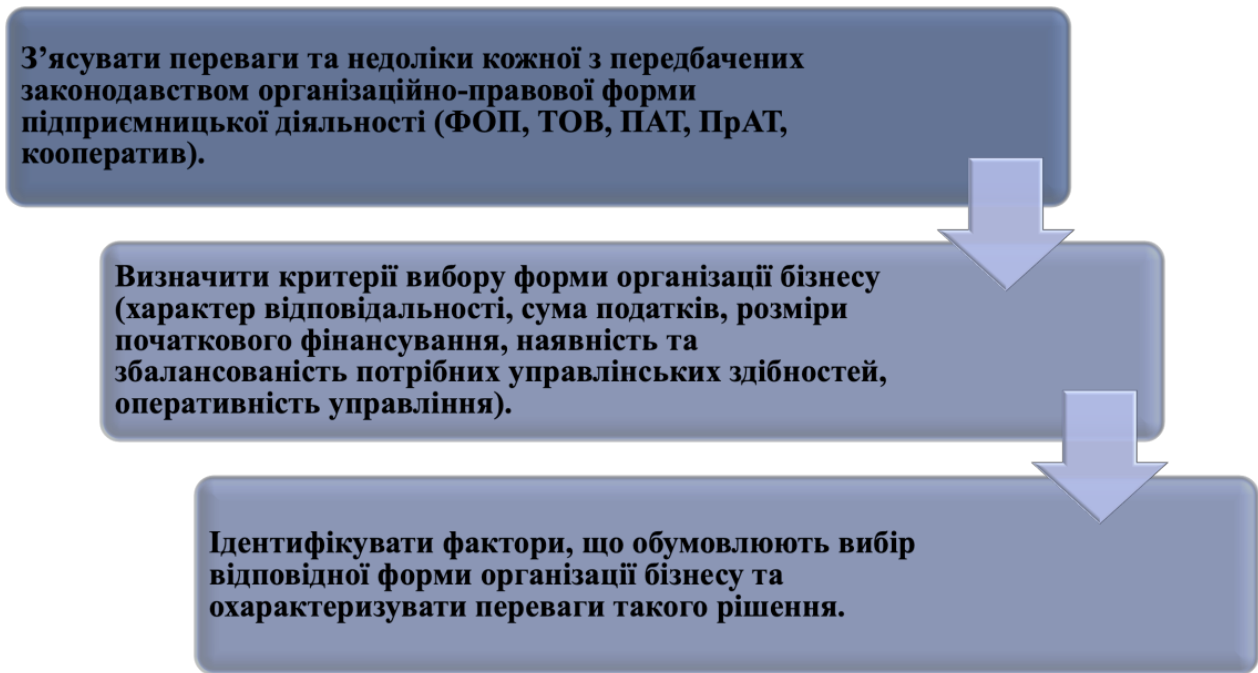 З’ясувати переваги та недоліки кожної з передбачених
законодавством організаційно-правової форми
підприємницької діяльності (ФОП, ТОВ, ПАТ, ПрАТ,
кооператив).
Визначити критерії вибору форми організації бізнесу
(характер відповідальності, сума податків, розміри
початкового фінансування, наявність та
збалансованість потрібних управлінських здібностей,
оперативність управління).
Ідентифікувати фактори, що обумовлюють вибір
відповідної форми організації бізнесу та
охарактеризувати переваги такого рішення.